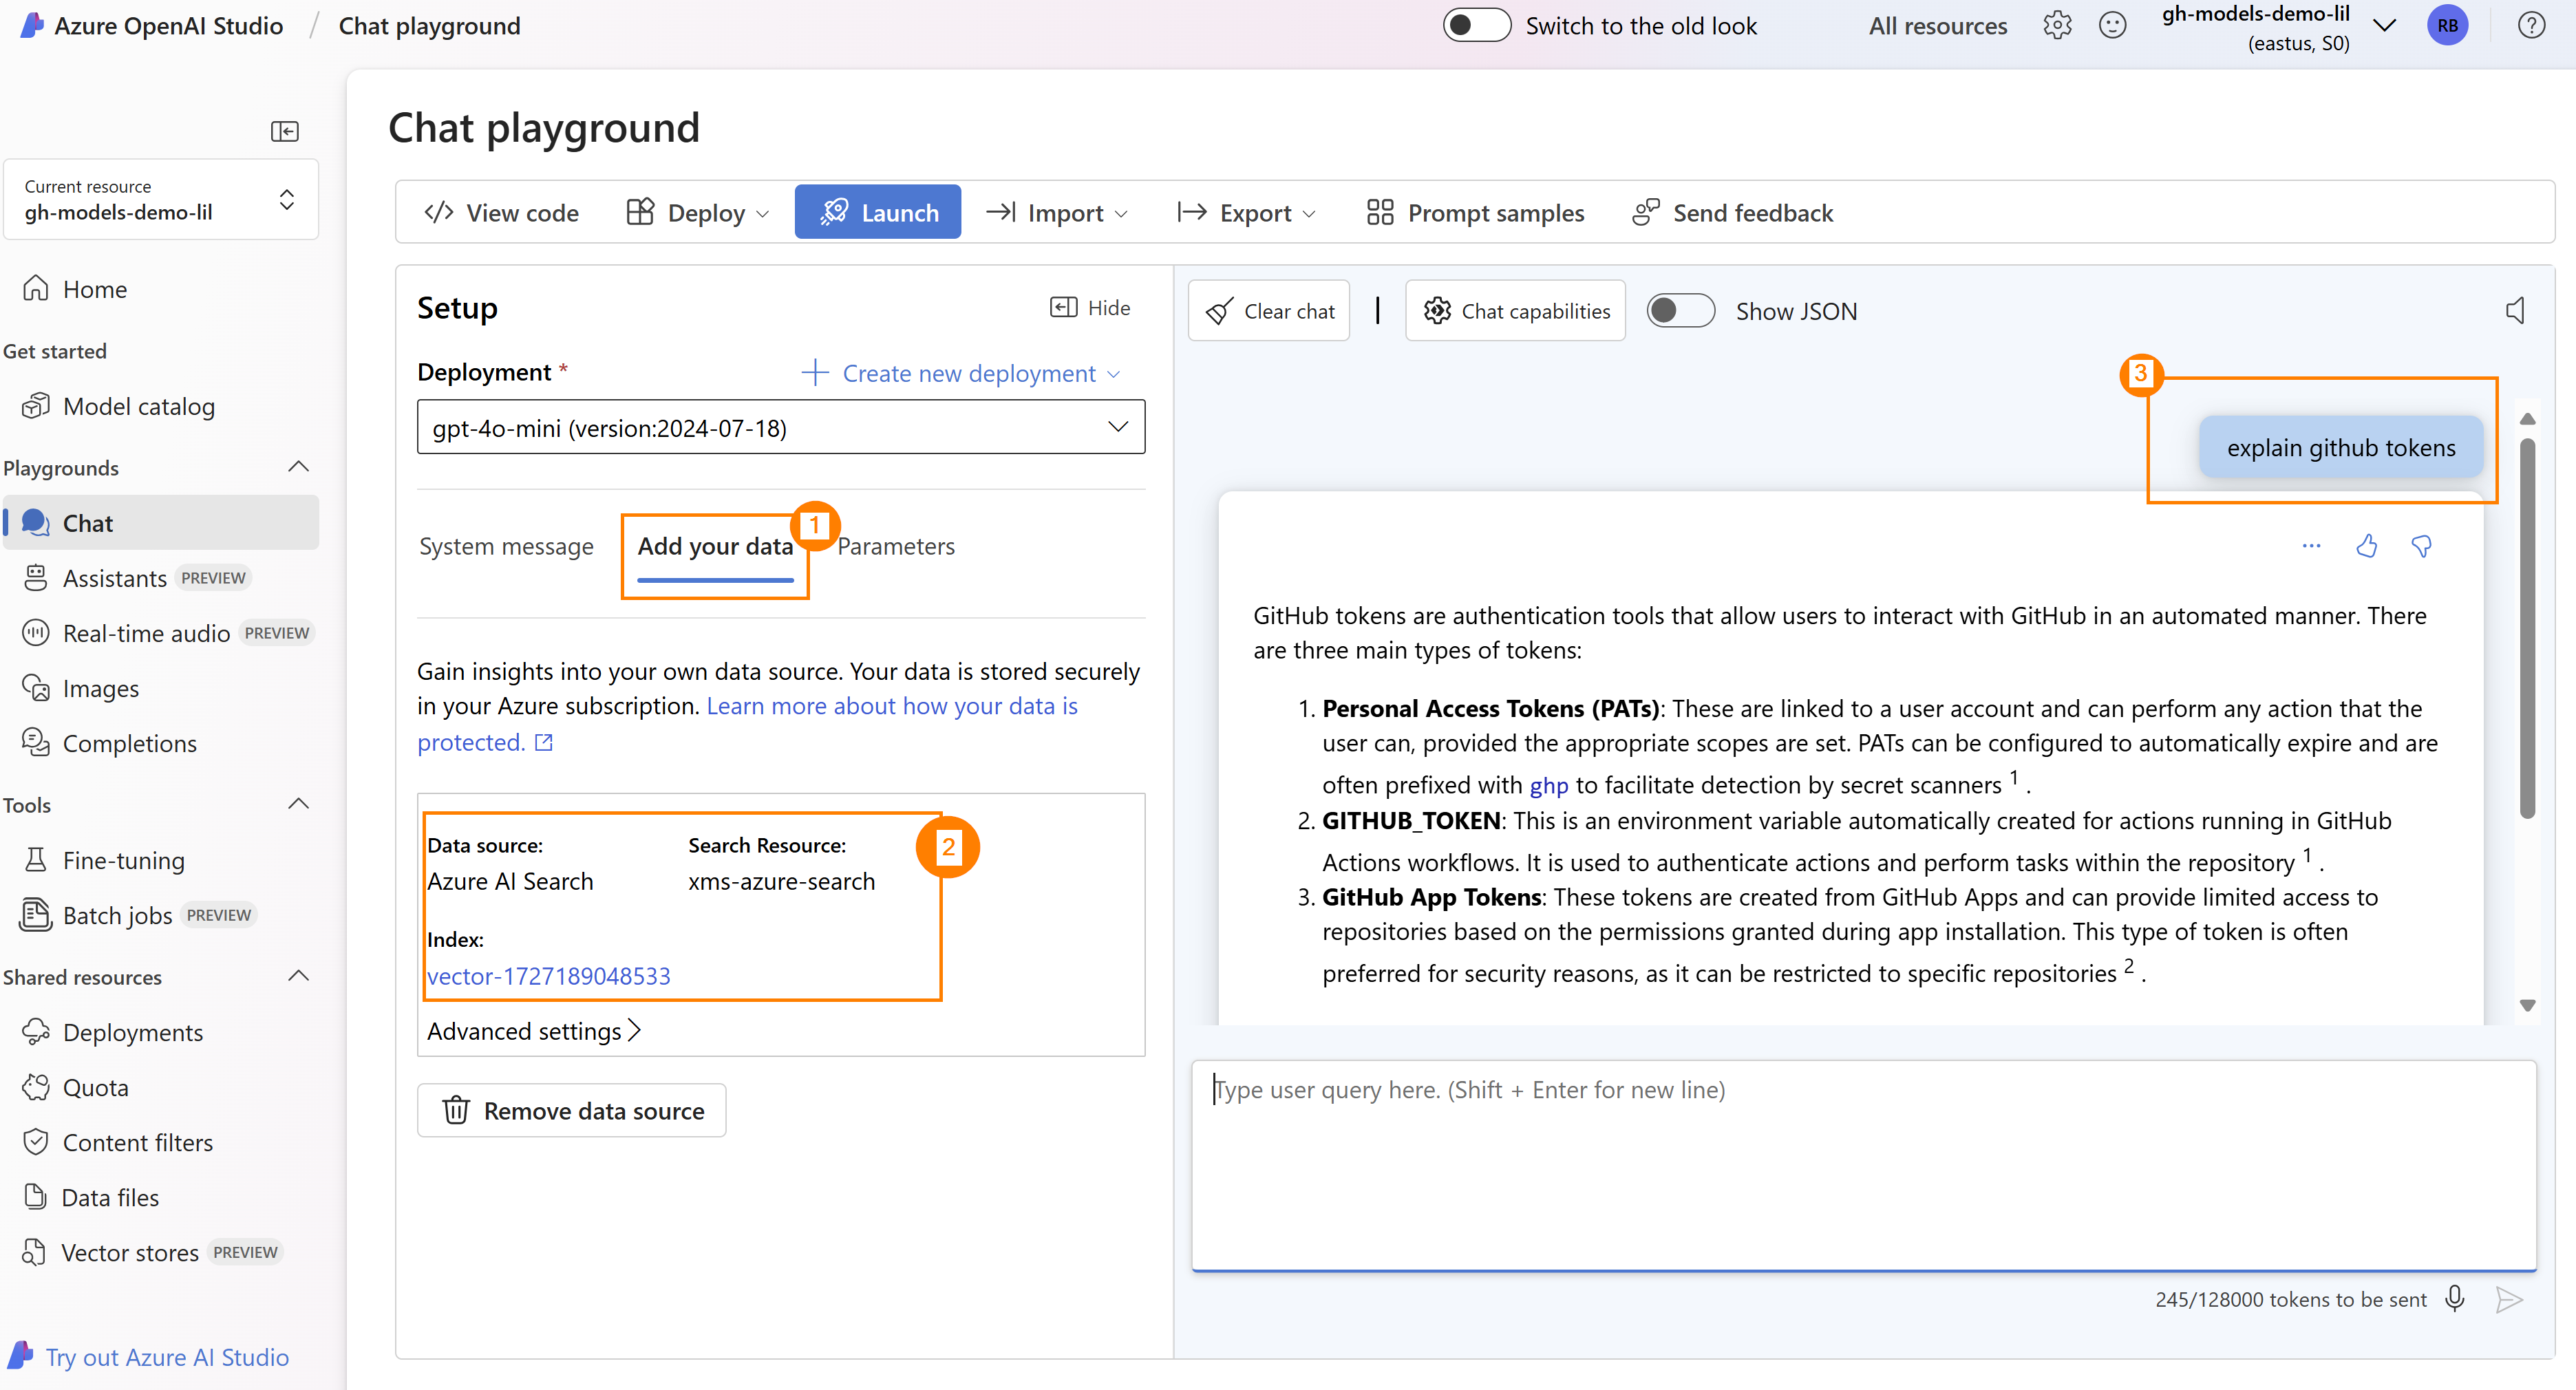 Azure OpenAI Studio / Chat playground
Switch to the old look
All resources
gh-models-demo-lil
(eastus, S0)
RB
Current resource
gh-models-demo-lil
Home
Get started
Model catalog
Playgrounds
Chat
Assistants PREVIEW
Real-time audio PREVIEW
Images
Completions
Tools
Fine-tuning
Batch jobs PREVIEW
Shared resources
Deployments
Quota
Content filters
Data files
Vector stores PREVIEW
Try out Azure AI Studio
Chat playground
View code
Deploy
Launch
Import
Export
Prompt samples
Send feedback
Setup
Hide
Deployment *
Create new deployment
gpt-4o-mini (version:2024-07-18)
System message
Add your data
1
Parameters
Gain insights into your own data source. Your data is stored securely
in your Azure subscription. Learn more about how your data is
protected.
Data source:
Azure AI Search
Search Resource:
xms-azure-search
2
Index:
vector-1727189048533
Advanced settings
Remove data source
Clear chat
Chat capabilities
Show JSON
3
explain github tokens
GitHub tokens are authentication tools that allow users to interact with GitHub in an automated manner. There
are three main types of tokens:
1. Personal Access Tokens (PATs): These are linked to a user account and can perform any action that the
user can, provided the appropriate scopes are set. PATs can be configured to automatically expire and are
often prefixed with ghp to facilitate detection by secret scanners 1 .
2. GITHUB_TOKEN: This is an environment variable automatically created for actions running in GitHub
Actions workflows. It is used to authenticate actions and perform tasks within the repository 1 .
3. GitHub App Tokens: These tokens are created from GitHub Apps and can provide limited access to
repositories based on the permissions granted during app installation. This type of token is often
preferred for security reasons, as it can be restricted to specific repositories 2 .
Type user query here. (Shift + Enter for new line)
245/128000 tokens to be sent